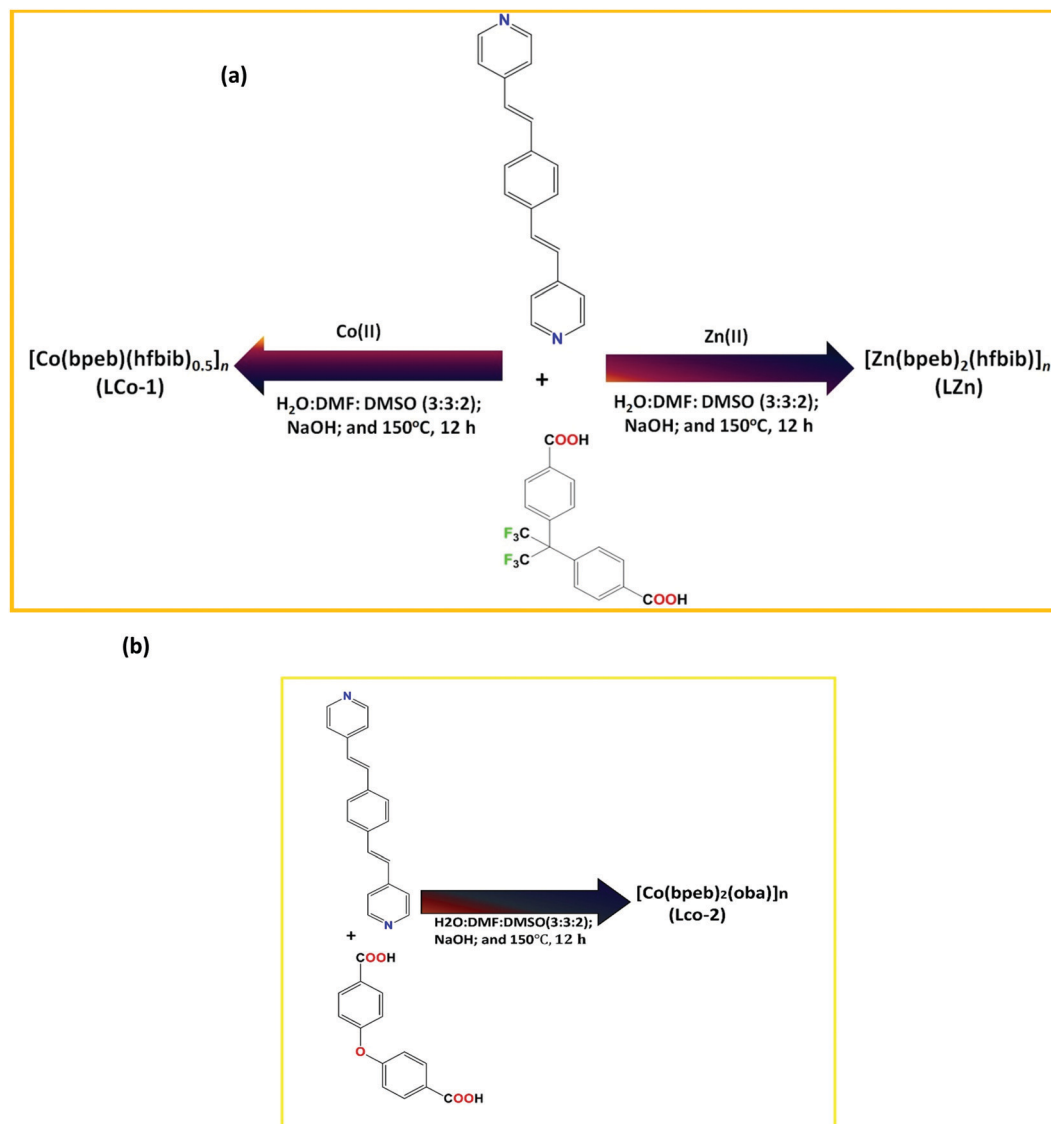 (a)
N
N
Co(II)
Zn(II)
[Co(bpeb)(hfbib)₀.₅]ₙ
(LCo-1)
+
[Zn(bpeb)₂(hfbib)]ₙ
(LZn)
H₂O:DMF: DMSO (3:3:2);
NaOH; and 150°C, 12 h
H₂O:DMF: DMSO (3:3:2);
NaOH; and 150°C, 12 h
COOH
F₃C
F₃C
COOH
(b)
N
N
+
H2O:DMF:DMSO(3:3:2);
NaOH; and 150℃, 12 h
[Co(bpeb)₂(oba)]n
(Lco-2)
COOH
O
COOH